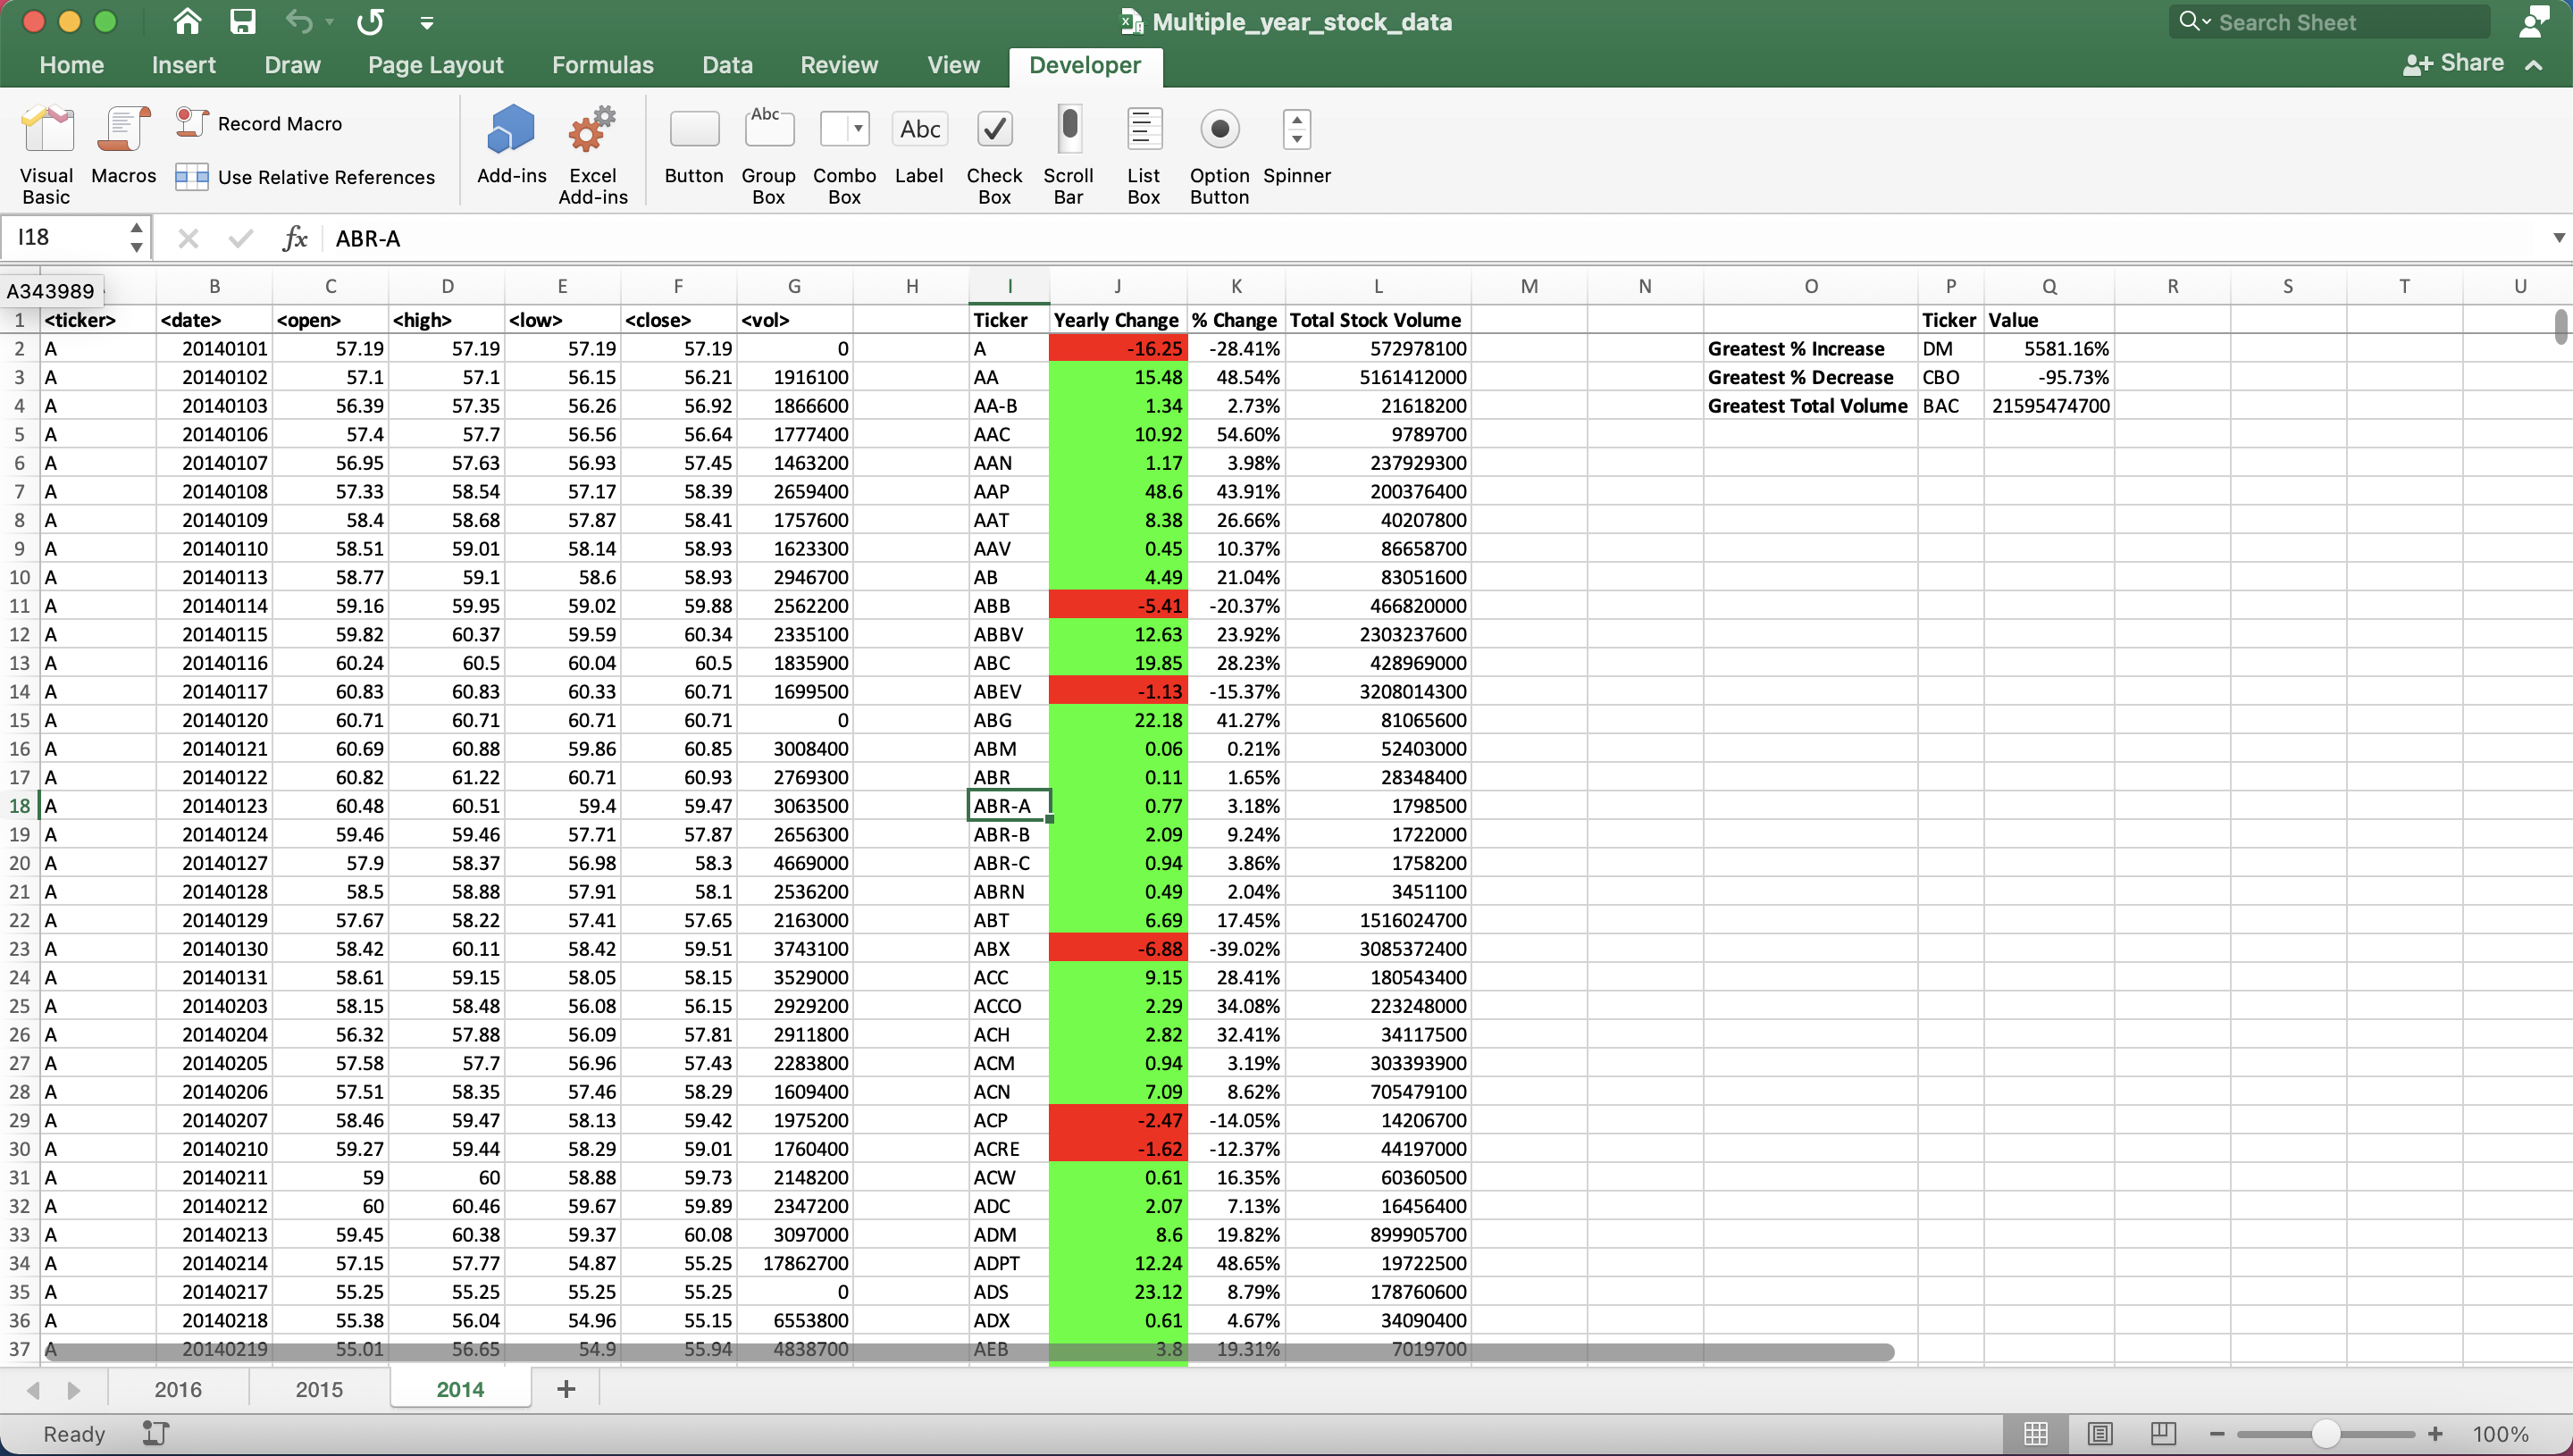 Multiple_year_stock_data
Search Sheet
Home Insert Draw Page Layout Formulas Data Review View Developer
Share
Visual Basic
Macros
Record Macro
Use Relative References
Add-ins
Excel Add-ins
Button
Group Box
Combo Box
Abc
Abc
Label
Check Box
Scroll Bar
List Box
Option Button
Spinner
I18 fx ABR-A
A343989
B C D E F G H I J K L M N O P Q R S T U
1 <ticker> <date> <open> <high> <low> <close> <vol> Ticker Yearly Change % Change Total Stock Volume Ticker Value
2 A 20140101 57.19 57.19 57.19 57.19 0 A -16.25 -28.41% 572978100 Greatest % Increase DM 5581.16%
3 A 20140102 57.1 57.1 56.15 56.21 1916100 AA 15.48 48.54% 5161412000 Greatest % Decrease CBO -95.73%
4 A 20140103 56.39 57.35 56.26 56.92 1866600 AA-B 1.34 2.73% 21618200 Greatest Total Volume BAC 21595474700
5 A 20140106 57.4 57.7 56.56 56.64 1777400 AAC 10.92 54.60% 9789700
6 A 20140107 56.95 57.63 56.93 57.45 1463200 AAN 1.17 3.98% 237929300
7 A 20140108 57.33 58.54 57.17 58.39 2659400 AAP 48.6 43.91% 200376400
8 A 20140109 58.4 58.68 57.87 58.41 1757600 AAT 8.38 26.66% 40207800
9 A 20140110 58.51 59.01 58.14 58.93 1623300 AAV 0.45 10.37% 86658700
10 A 20140113 58.77 59.1 58.6 58.93 2946700 AB 4.49 21.04% 83051600
11 A 20140114 59.16 59.95 59.02 59.88 2562200 ABB -5.41 -20.37% 466820000
12 A 20140115 59.82 60.37 59.59 60.34 2335100 ABBV 12.63 23.92% 2303237600
13 A 20140116 60.24 60.5 60.04 60.5 1835900 ABC 19.85 28.23% 428969000
14 A 20140117 60.83 60.83 60.33 60.71 1699500 ABEV -1.13 -15.37% 3208014300
15 A 20140120 60.71 60.71 60.71 60.71 0 ABG 22.18 41.27% 81065600
16 A 20140121 60.69 60.88 59.86 60.85 3008400 ABM 0.06 0.21% 52403000
17 A 20140122 60.82 61.22 60.71 60.93 2769300 ABR 0.11 1.65% 28348400
18 A 20140123 60.48 60.51 59.4 59.47 3063500 ABR-A 0.77 3.18% 1798500
19 A 20140124 59.46 59.46 57.71 57.87 2656300 ABR-B 2.09 9.24% 1722000
20 A 20140127 57.9 58.37 56.98 58.3 4669000 ABR-C 0.94 3.86% 1758200
21 A 20140128 58.5 58.88 57.91 58.1 2536200 ABRN 0.49 2.04% 3451100
22 A 20140129 57.67 58.22 57.41 57.65 2163000 ABT 6.69 17.45% 1516024700
23 A 20140130 58.42 60.11 58.42 59.51 3743100 ABX -6.88 -39.02% 3085372400
24 A 20140131 58.61 59.15 58.05 58.15 3529000 ACC 9.15 28.41% 180543400
25 A 20140203 58.15 58.48 56.08 56.15 2929200 ACCO 2.29 34.08% 223248000
26 A 20140204 56.32 57.88 56.09 57.81 2911800 ACH 2.82 32.41% 34117500
27 A 20140205 57.58 57.7 56.96 57.43 2283800 ACM 0.94 3.19% 303393900
28 A 20140206 57.51 58.35 57.46 58.29 1609400 ACN 7.09 8.62% 705479100
29 A 20140207 58.46 59.47 58.13 59.42 1975200 ACP -2.47 -14.05% 14206700
30 A 20140210 59.27 59.44 58.29 59.01 1760400 ACRE -1.62 -12.37% 44197000
31 A 20140211 59 60 58.88 59.73 2148200 ACW 0.61 16.35% 60360500
32 A 20140212 60 60.46 59.67 59.89 2347200 ADC 2.07 7.13% 16456400
33 A 20140213 59.45 60.38 59.37 60.08 3097000 ADM 8.6 19.82% 899905700
34 A 20140214 57.15 57.77 54.87 55.25 17862700 ADPT 12.24 48.65% 19722500
35 A 20140217 55.25 55.25 55.25 55.25 0 ADS 23.12 8.79% 178760600
36 A 20140218 55.38 56.04 54.96 55.15 6553800 ADX 0.61 4.67% 34090400
37 A 20140219 55.01 56.65 54.9 55.94 4838700 AEB 3.8 19.31% 7019700
2016 2015 2014 +
Ready 100%